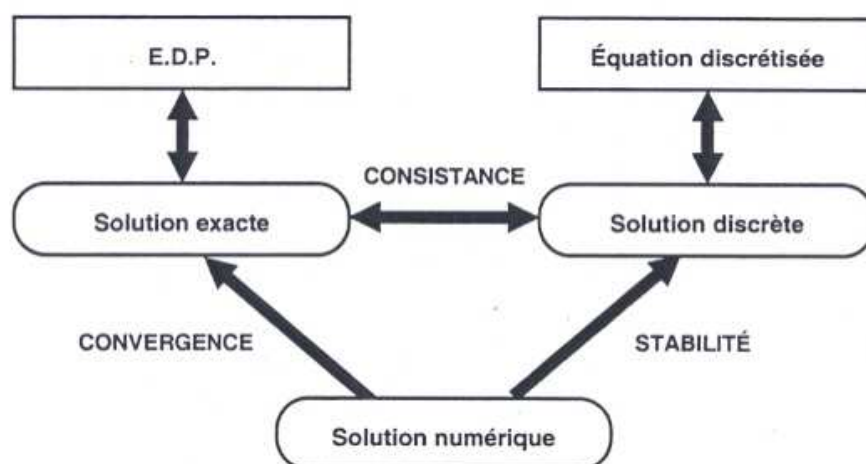 E.D.P.
Équation discrétisée
CONSISTANCE
Solution exacte
Solution discrète
CONVERGENCE
STABILITÉ
Solution numérique